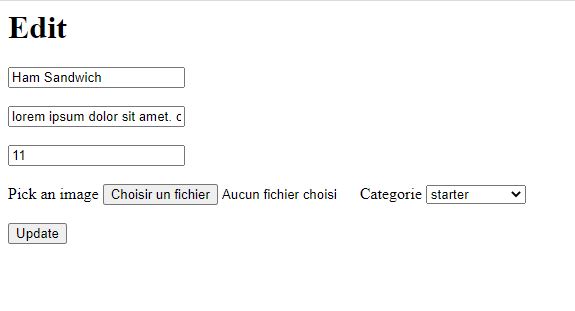 Edit
Ham Sandwich
lorem ipsum dolor sit amet.
11
Pick an image Choisir un fichier Aucun fichier choisi Categorie starter
Update